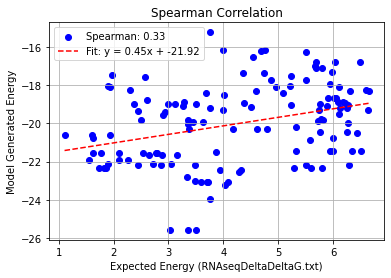 Spearman Correlation
Spearman: 0.33
Fit: y = 0.45x + -21.92
Model Generated Energy
−16
−18
−20
−22
−24
−26
1 2 3 4 5 6
Expected Energy (RNAseqDeltaDeltaG.txt)